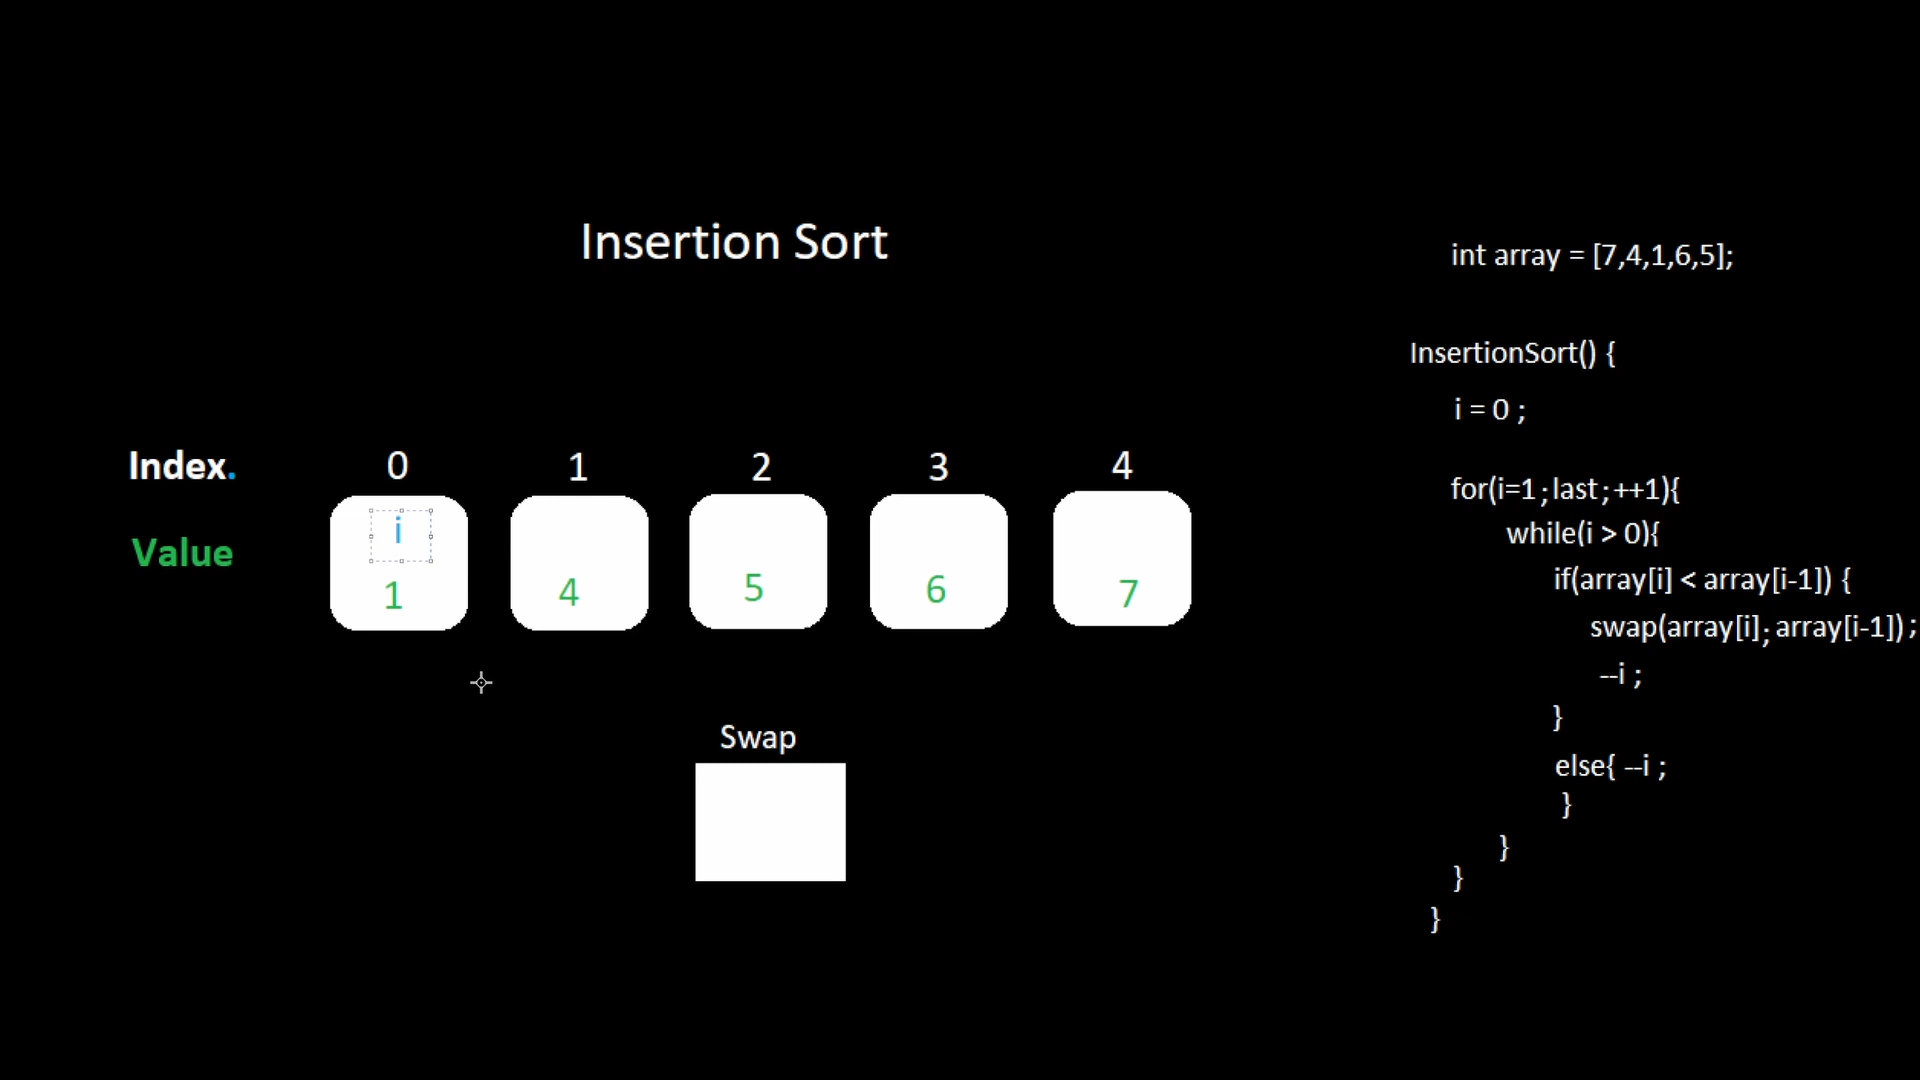 Insertion Sort
Index.
0 1 2 3 4
Value
i
1 4 5 6 7
Swap
int array = [7,4,1,6,5];
InsertionSort() {
i = 0 ;
for(i=1;last;++1){
while(i > 0){
if(array[i] < array[i-1]) {
swap(array[i];array[i-1]);
--i ;
}
else{ --i ;
}
}
}
}